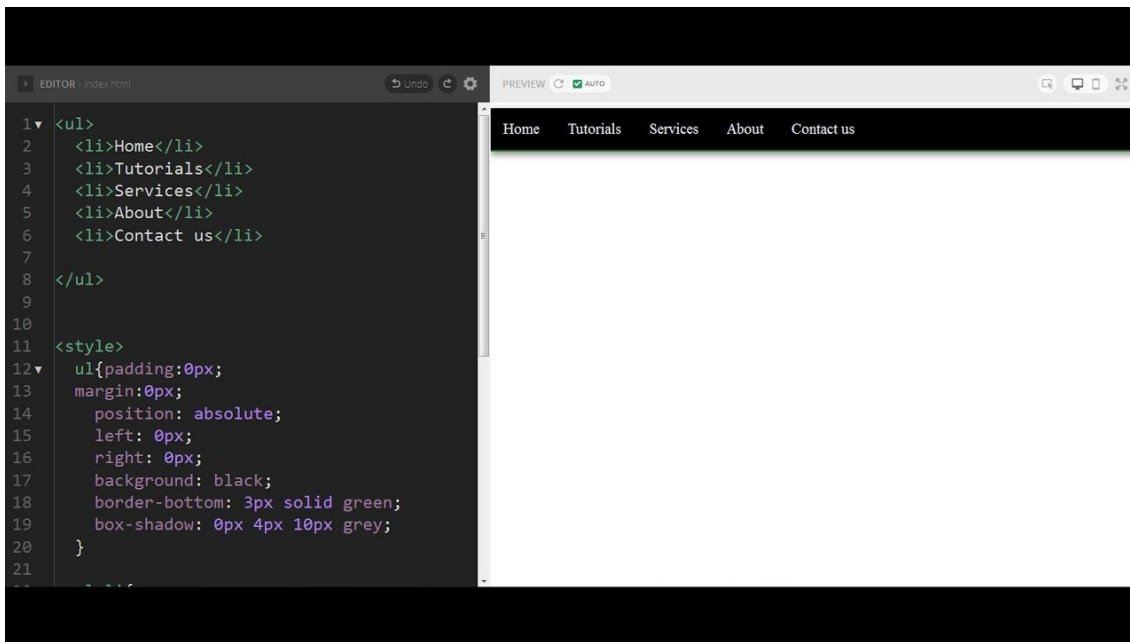 EDITOR - index.html
Undo
PREVIEW
AUTO
1 <ul>
2 <li>Home</li>
3 <li>Tutorials</li>
4 <li>Services</li>
5 <li>About</li>
6 <li>Contact us</li>
7
8 </ul>
9
10
11 <style>
12 ul{padding:0px;
13 margin:0px;
14 position: absolute;
15 left: 0px;
16 right: 0px;
17 background: black;
18 border-bottom: 3px solid green;
19 box-shadow: 0px 4px 10px grey;
20 }
21
Home Tutorials Services About Contact us